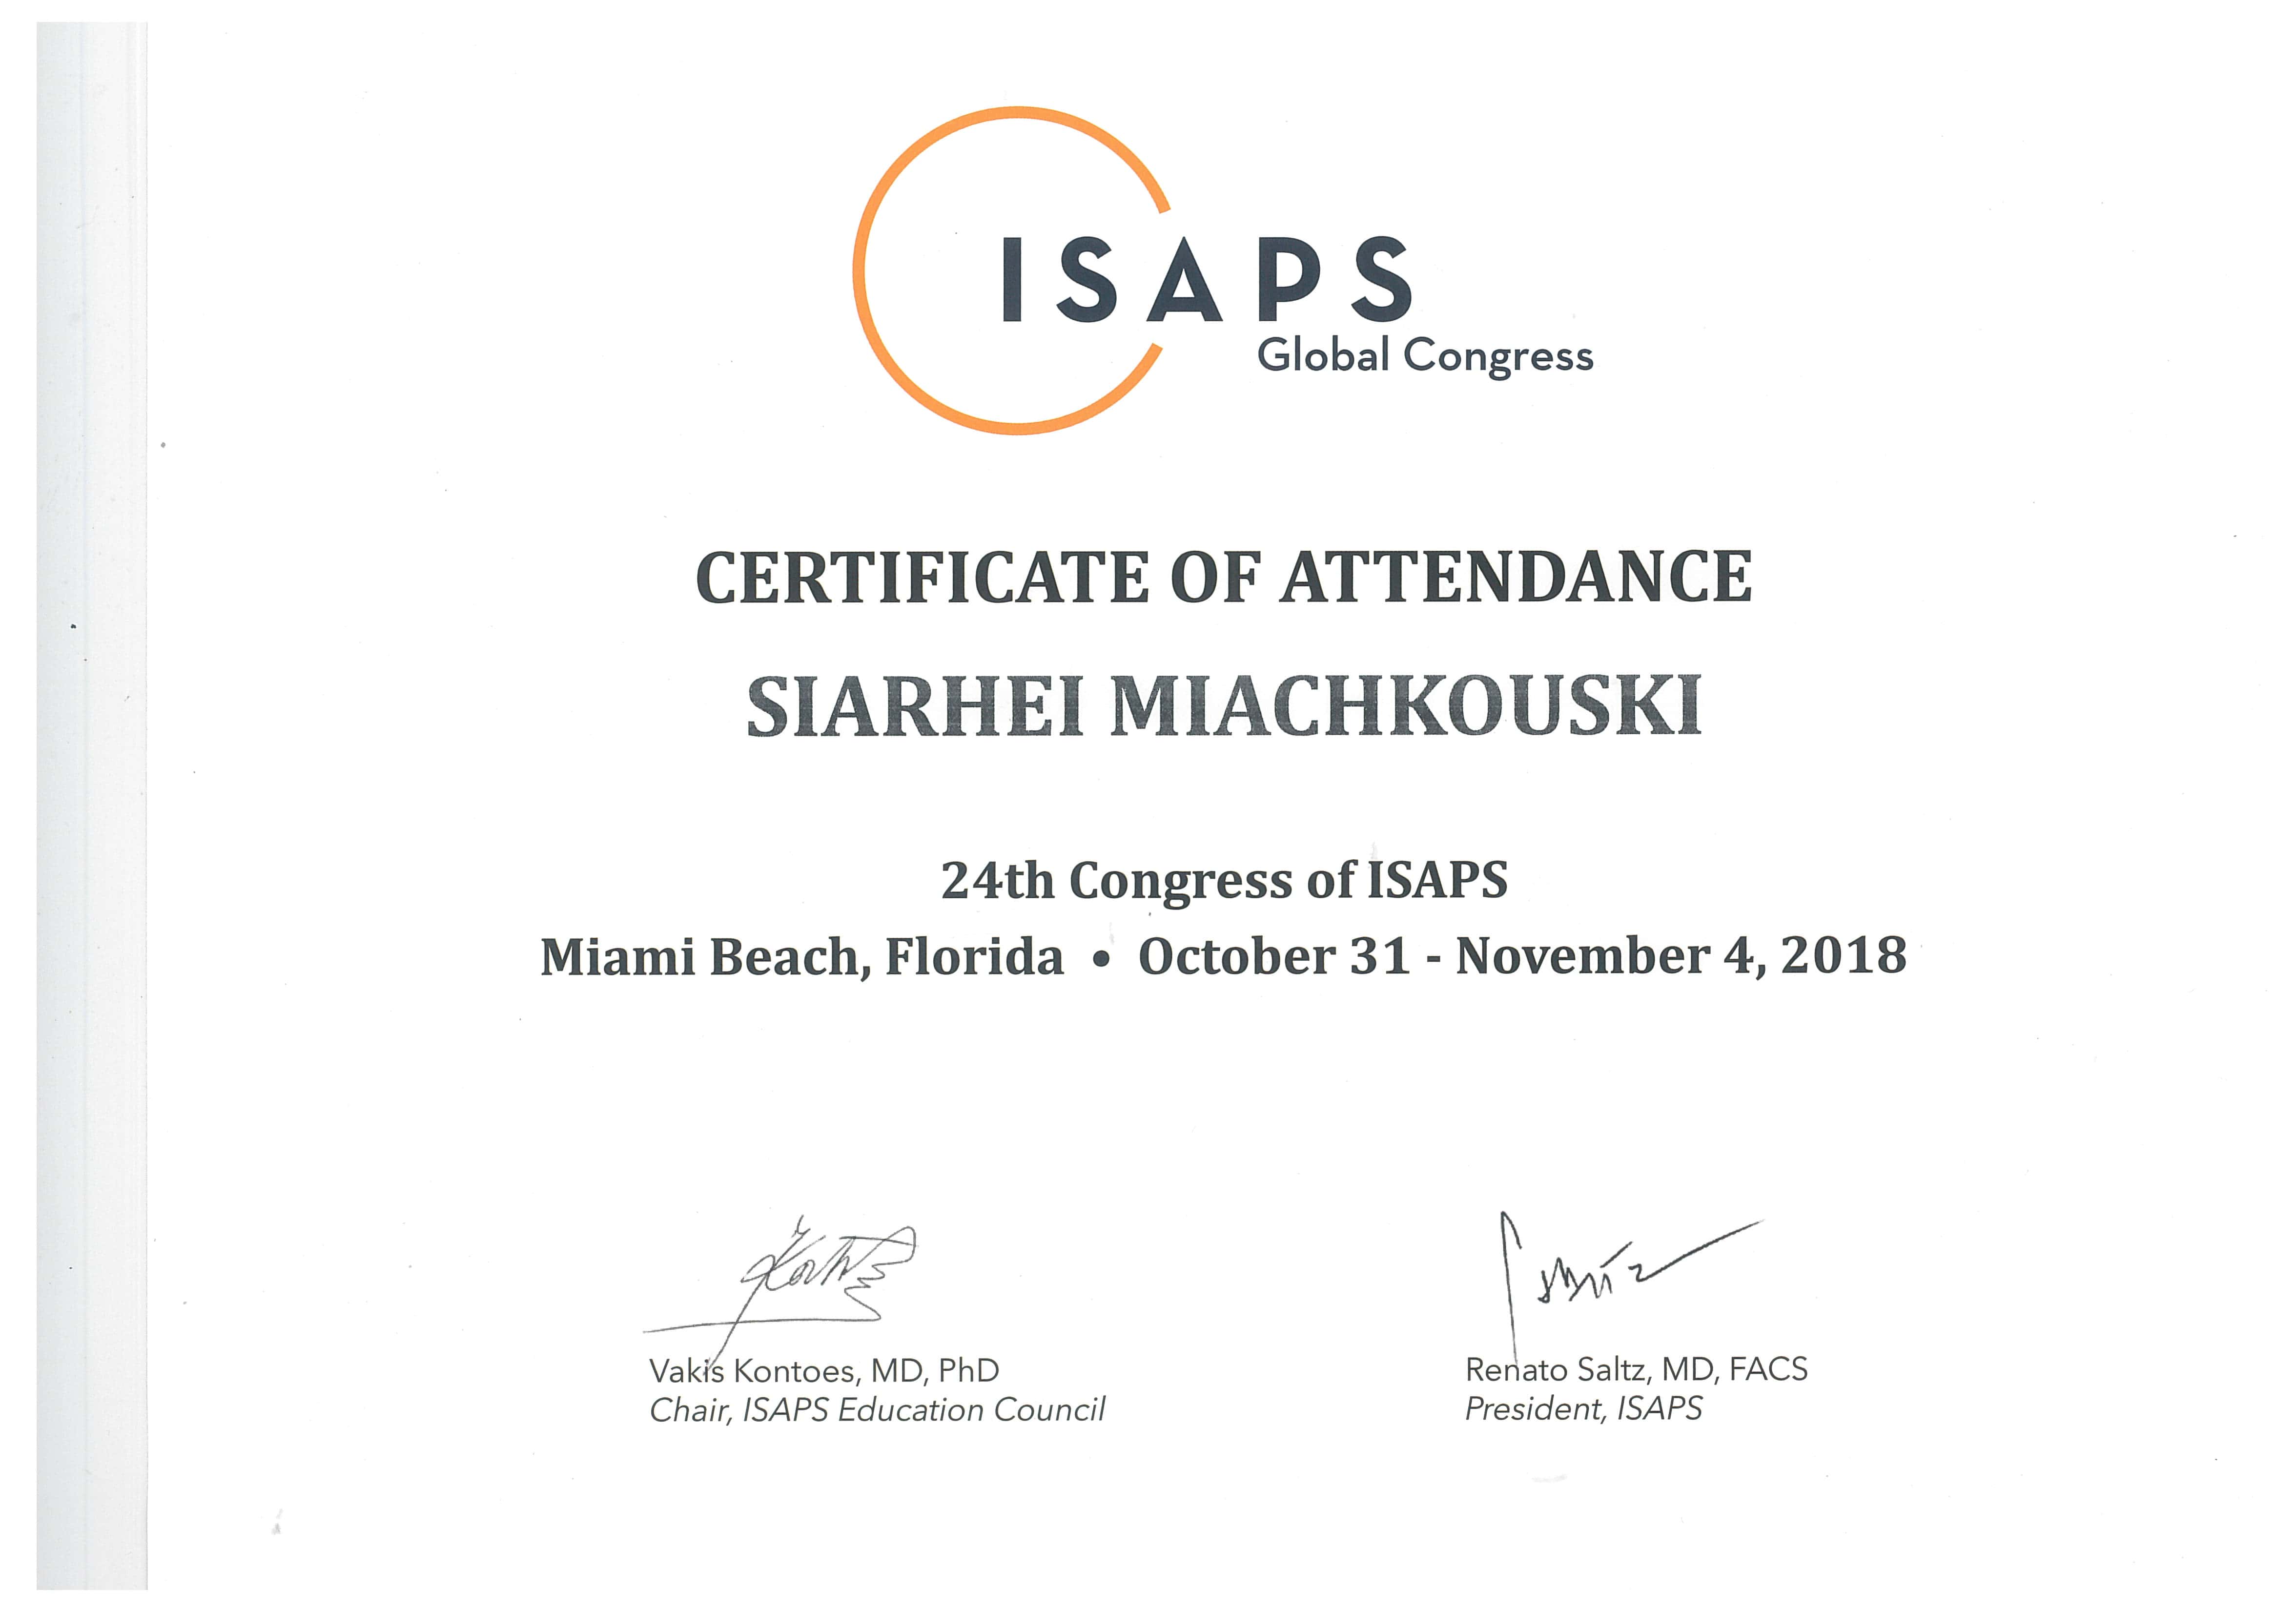 ISAPS
Global Congress
CERTIFICATE OF ATTENDANCE
SIARHEI MIACHKOUSKI
24th Congress of ISAPS
Miami Beach, Florida • October 31 - November 4, 2018
Vakis Kontoes, MD, PhD
Chair, ISAPS Education Council
Renato Saltz, MD, FACS
President, ISAPS